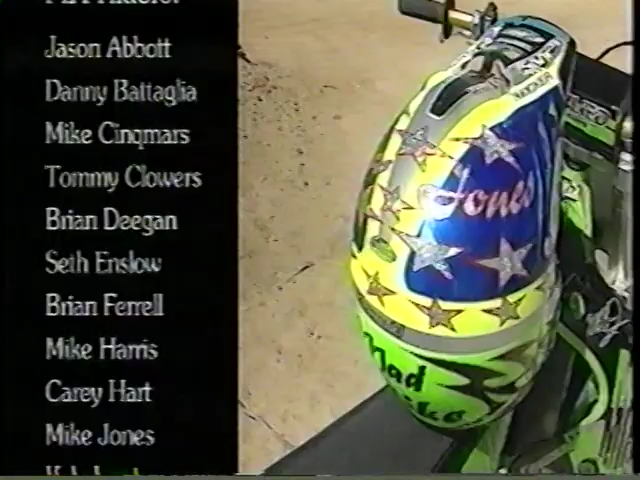 Jason Abbott
Danny Battaglia
Mike Cinqmars
Tommy Clowers
Brian Deegan
Seth Enslow
Brian Ferrell
Mike Harris
Carey Hart
Mike Jones
Jones
Mad
Mike